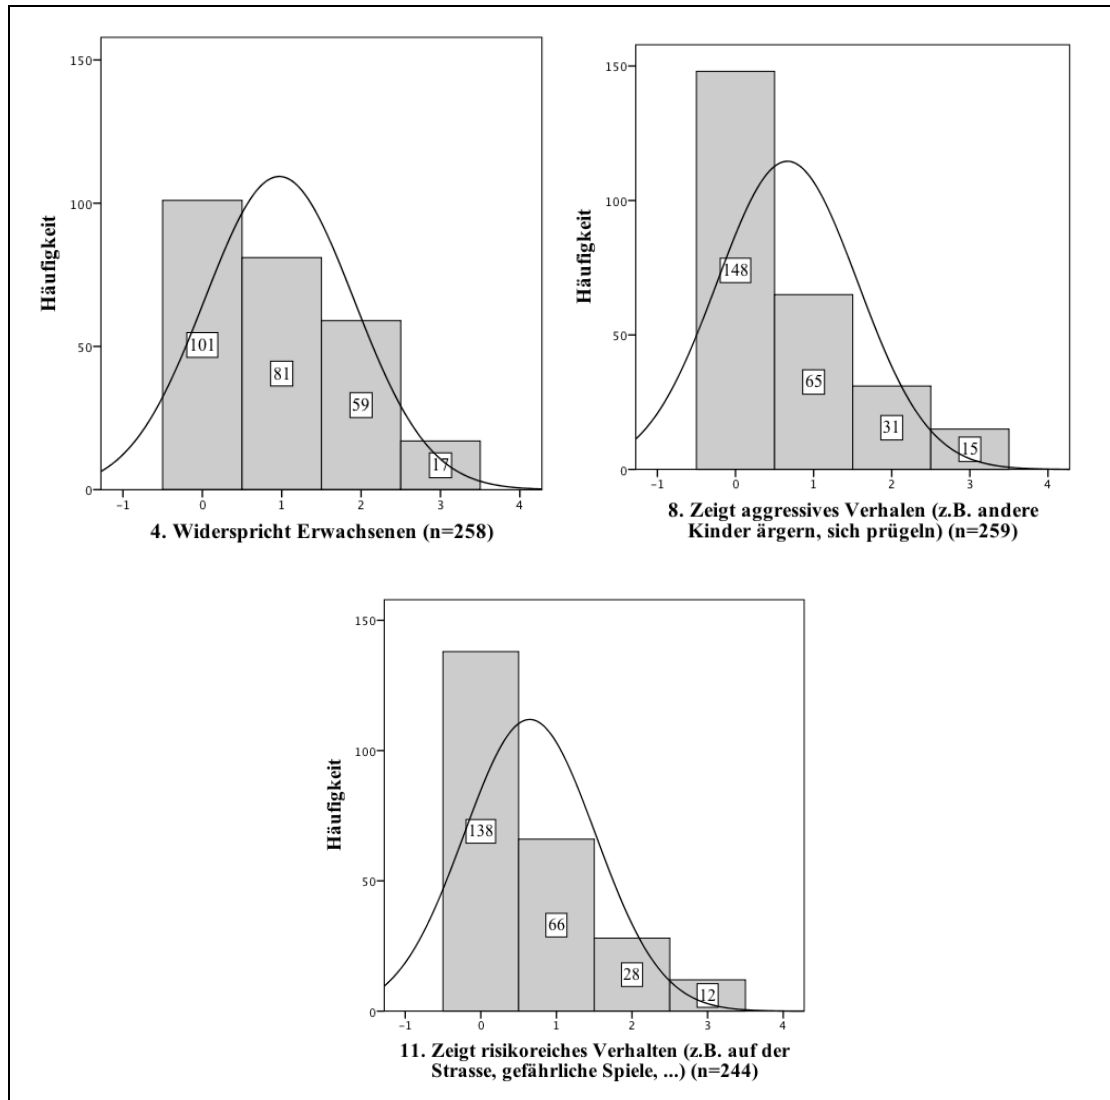 150
100
50
0
Häufigkeit
101
81
59
17
-1 0 1 2 3 4
4. Widerspricht Erwachsenen (n=258)
150
100
50
0
Häufigkeit
148
65
31
15
-1 0 1 2 3 4
8. Zeigt aggressives Verhalen (z.B. andere
Kinder ärgern, sich prügeln) (n=259)
150
100
50
0
Häufigkeit
138
66
28
12
-1 0 1 2 3 4
11. Zeigt risikoreiches Verhalten (z.B. auf der
Strasse, gefährliche Spiele, ...) (n=244)